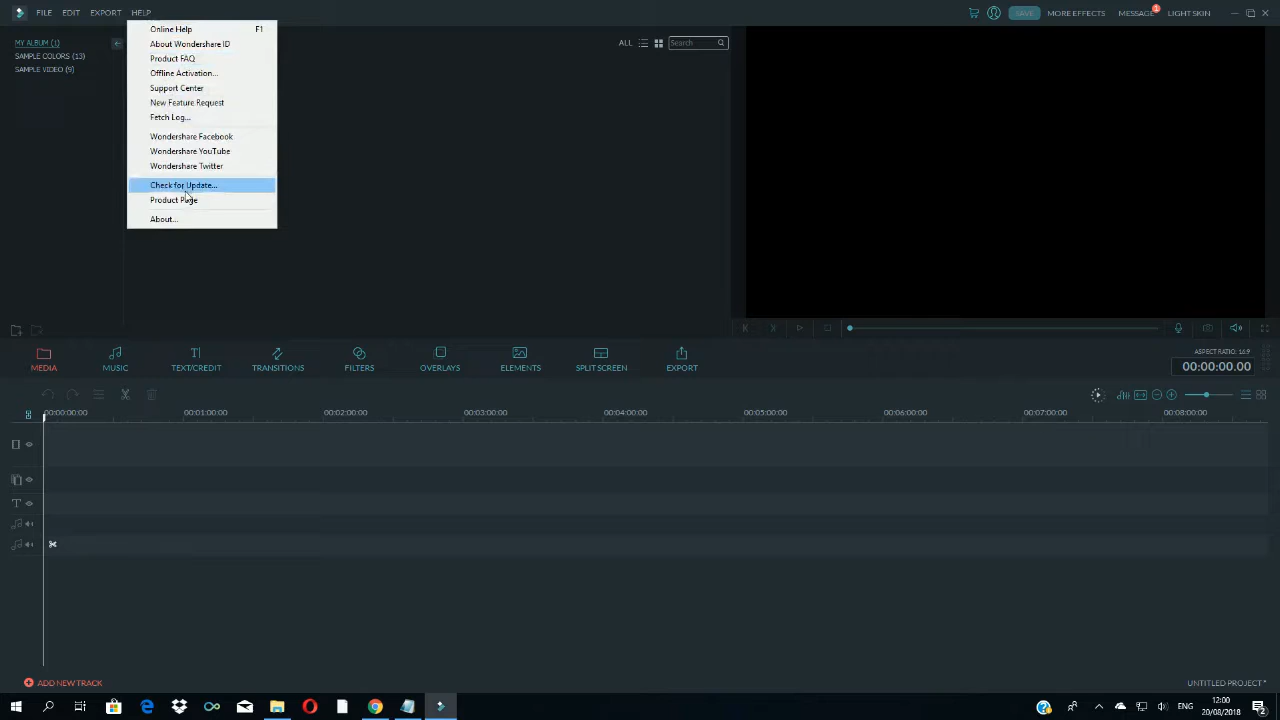 FILE EDIT EXPORT HELP
SAVE MORE EFFECTS MESSAGE 1 LIGHT SKIN
Online Help F1
About Wondershare ID
Product FAQ
Offline Activation...
Support Center
New Feature Request
Fetch Log...
Wondershare Facebook
Wondershare YouTube
Wondershare Twitter
Check for Update...
Product Page
About...
MY ALBUM (1)
SAMPLE COLORS (13)
SAMPLE VIDEO (9)
ALL Search
MEDIA MUSIC TEXT/CREDIT TRANSITIONS FILTERS OVERLAYS ELEMENTS SPLIT SCREEN EXPORT
ASPECT RATIO: 16:9
00:00:00.00
00:00:00:00 00:01:00:00 00:02:00:00 00:03:00:00 00:04:00:00 00:05:00:00 00:06:00:00 00:07:00:00 00:08:00:00
ADD NEW TRACK
UNTITLED PROJECT*
ENG
12:00
20/08/2018
2